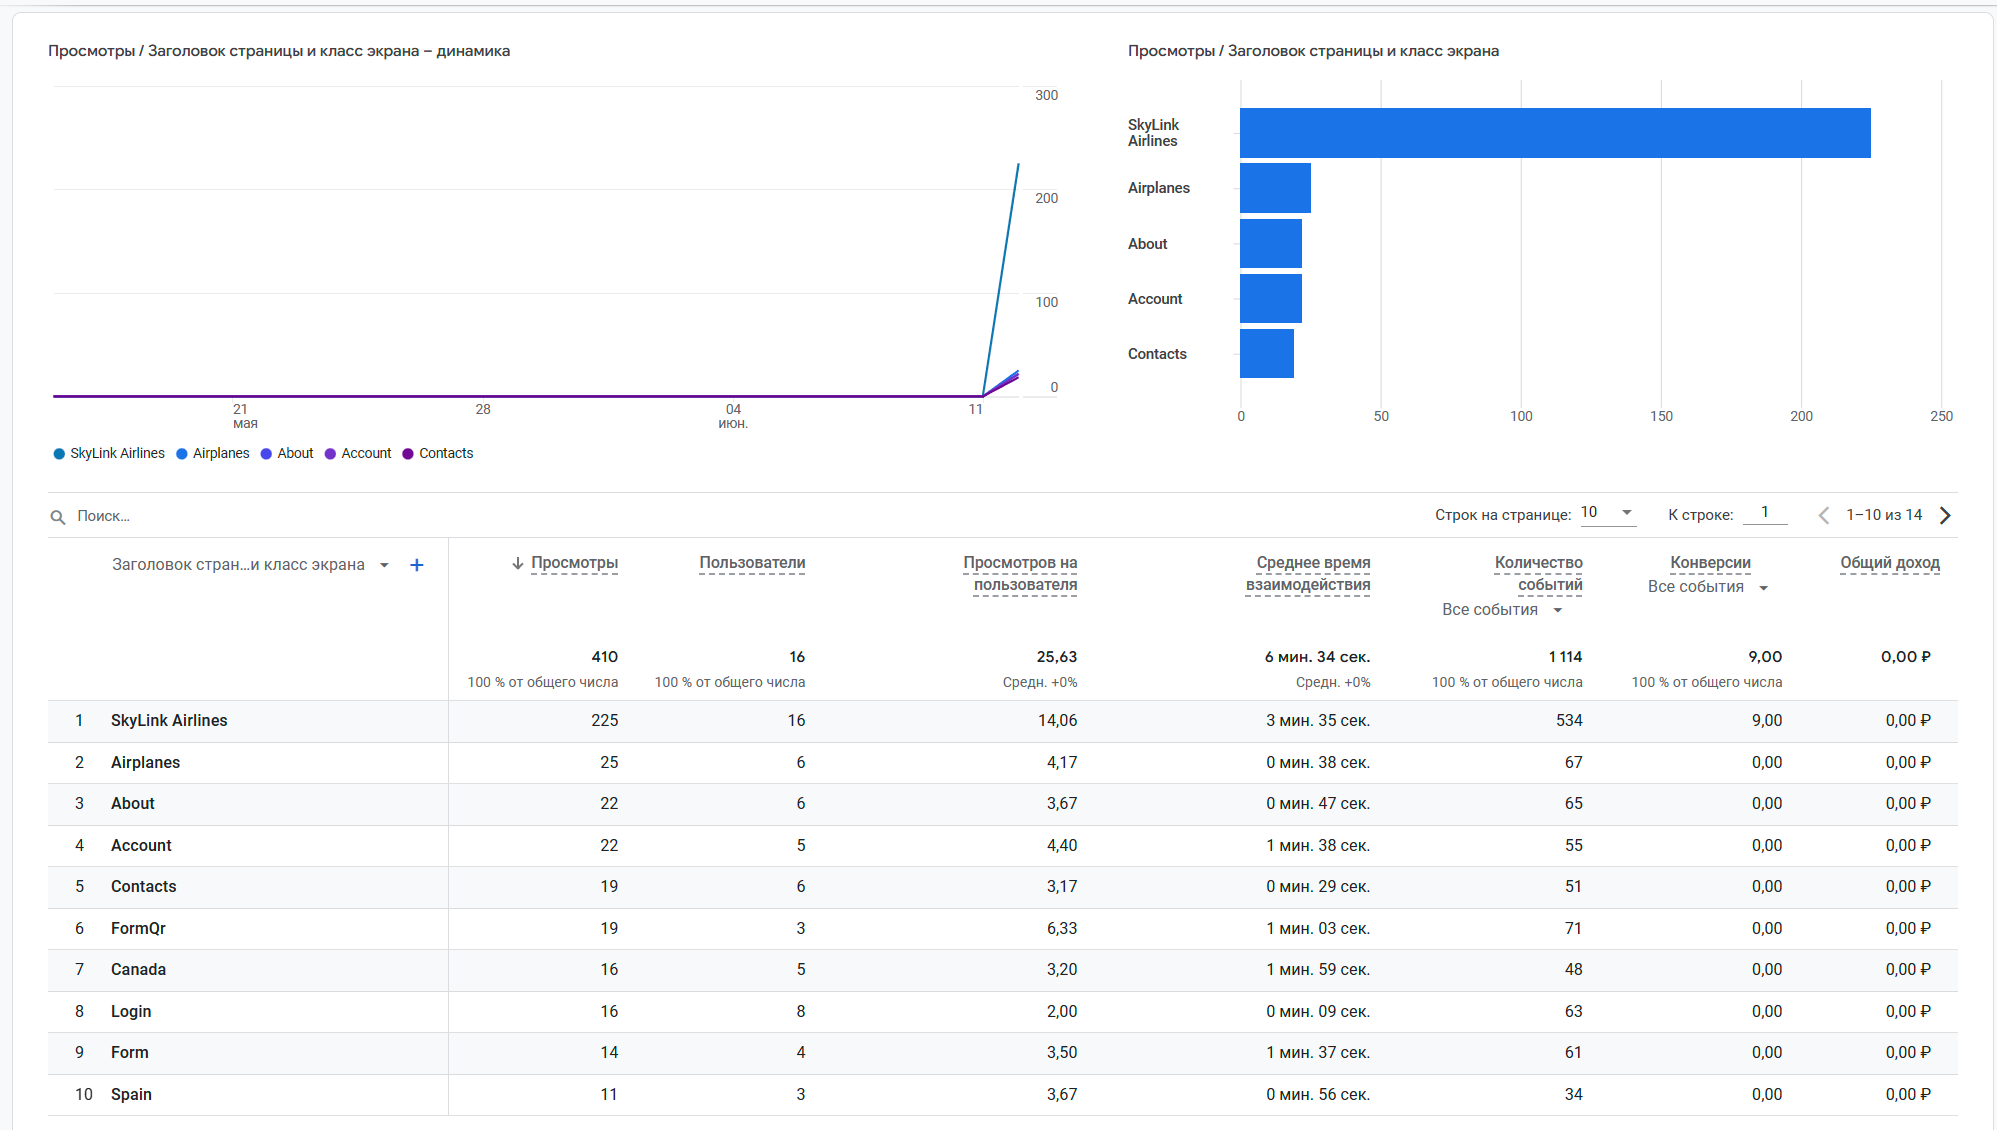 Просмотры / Заголовок страницы и класс экрана – динамика
300
200
100
0
21
мая
28
04
июн.
11
SkyLink Airlines Airplanes About Account Contacts
Просмотры / Заголовок страницы и класс экрана
SkyLink
Airlines
Airplanes
About
Account
Contacts
0 50 100 150 200 250
Поиск…
Строк на странице: 10 К строке: 1 1–10 из 14
Заголовок стран…и класс экрана +
Просмотры
Пользователи
Просмотров на
пользователя
Среднее время
взаимодействия
Количество
событий
Все события
Конверсии
Все события
Общий доход
410 16 25,63 6 мин. 34 сек. 1 114 9,00 0,00 ₽
100 % от общего числа 100 % от общего числа Средн. +0% Средн. +0% 100 % от общего числа 100 % от общего числа
1 SkyLink Airlines 225 16 14,06 3 мин. 35 сек. 534 9,00 0,00 ₽
2 Airplanes 25 6 4,17 0 мин. 38 сек. 67 0,00 0,00 ₽
3 About 22 6 3,67 0 мин. 47 сек. 65 0,00 0,00 ₽
4 Account 22 5 4,40 1 мин. 38 сек. 55 0,00 0,00 ₽
5 Contacts 19 6 3,17 0 мин. 29 сек. 51 0,00 0,00 ₽
6 FormQr 19 3 6,33 1 мин. 03 сек. 71 0,00 0,00 ₽
7 Canada 16 5 3,20 1 мин. 59 сек. 48 0,00 0,00 ₽
8 Login 16 8 2,00 0 мин. 09 сек. 63 0,00 0,00 ₽
9 Form 14 4 3,50 1 мин. 37 сек. 61 0,00 0,00 ₽
10 Spain 11 3 3,67 0 мин. 56 сек. 34 0,00 0,00 ₽